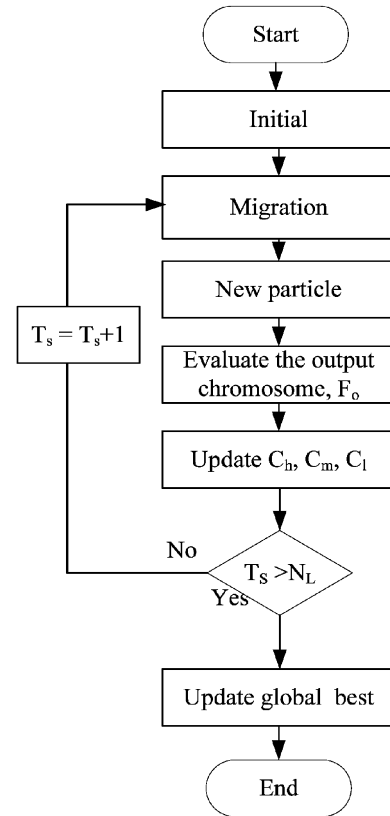 Start
Initial
Migration
New particle
T_s = T_s+1
Evaluate the output
chromosome, F_o
Update C_h, C_m, C_l
No
T_S >N_L
Yes
Update global best
End